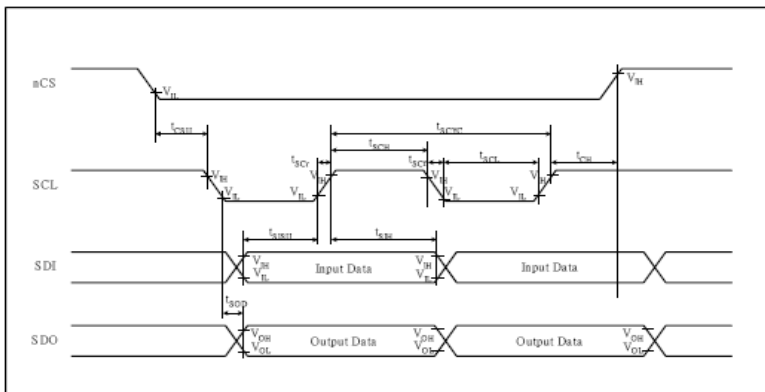 nCS
VIL
VIH
tCSU
tSCYC
tSCH
tSCr
tSCf
tSCL
tCH
SCL
VIH
VIL
VIL
VIH
VIH
VIH
VIL
VIL
VIH
tSISU
tSIH
SDI
VIH
VIL
Input Data
VIH
VIL
Input Data
tSOD
SDO
VOH
VOL
Output Data
VOH
VOL
Output Data
VOH
VOL